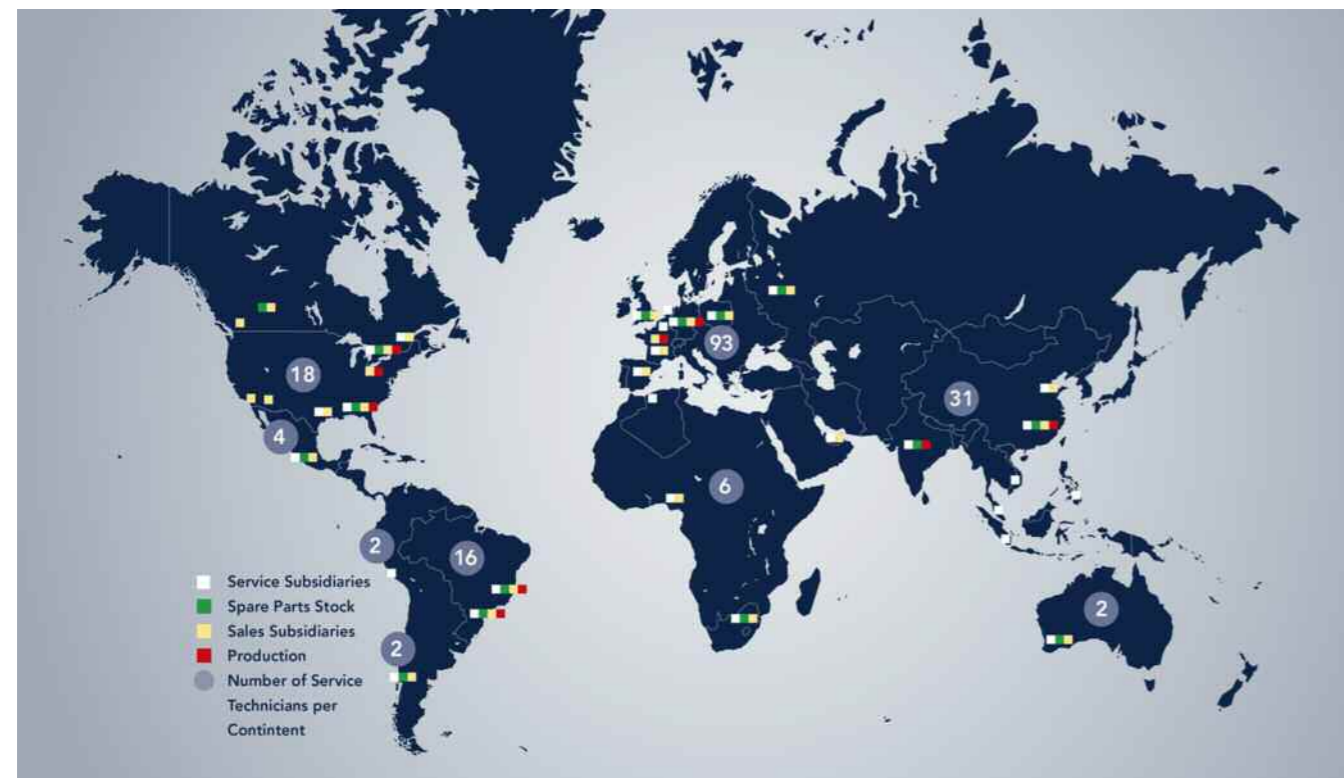 93
18
31
4
6
2
16
2
2
Service Subsidiaries
Spare Parts Stock
Sales Subsidiaries
Production
Number of Service
Technicians per
Contintent